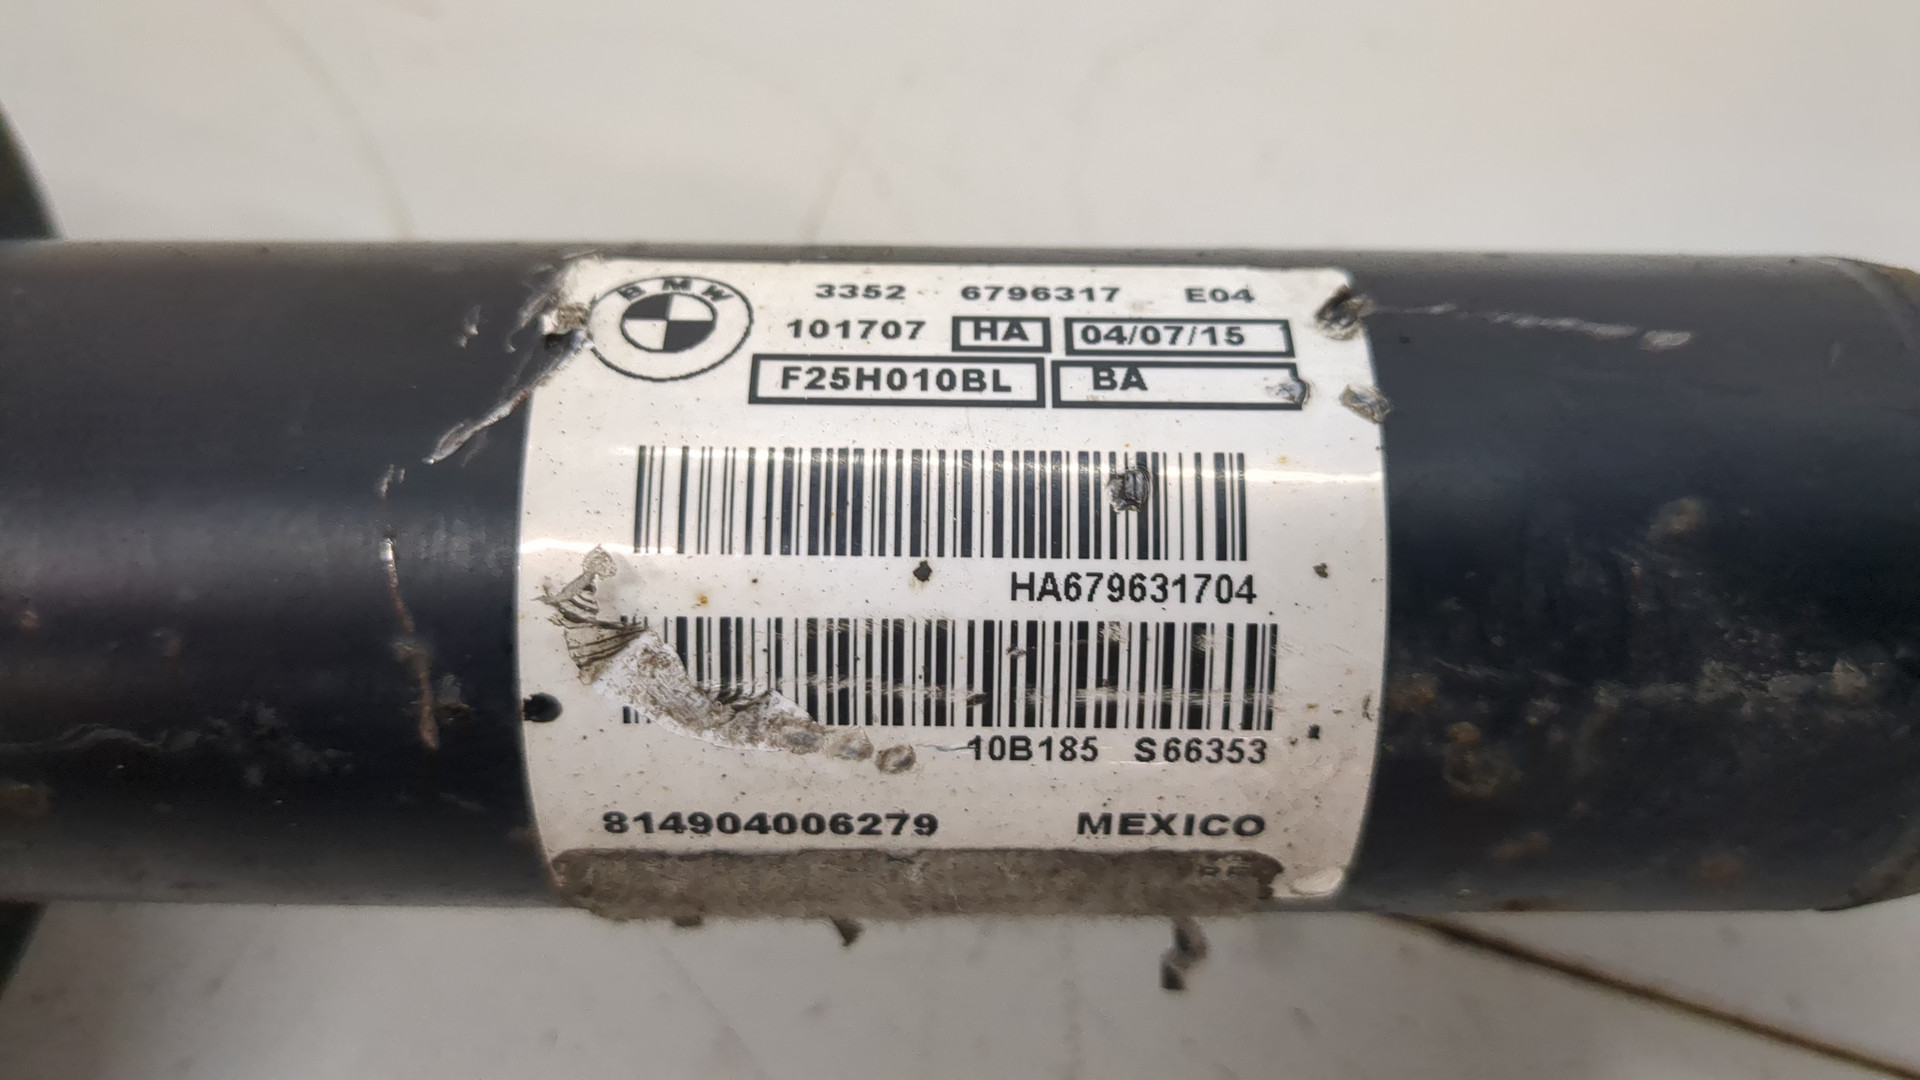 BMW
3352 6796317 E04
101707 HA 04/07/15
F25H010BL BA
HA679631704
10B185 S66353
814904006279 MEXICO